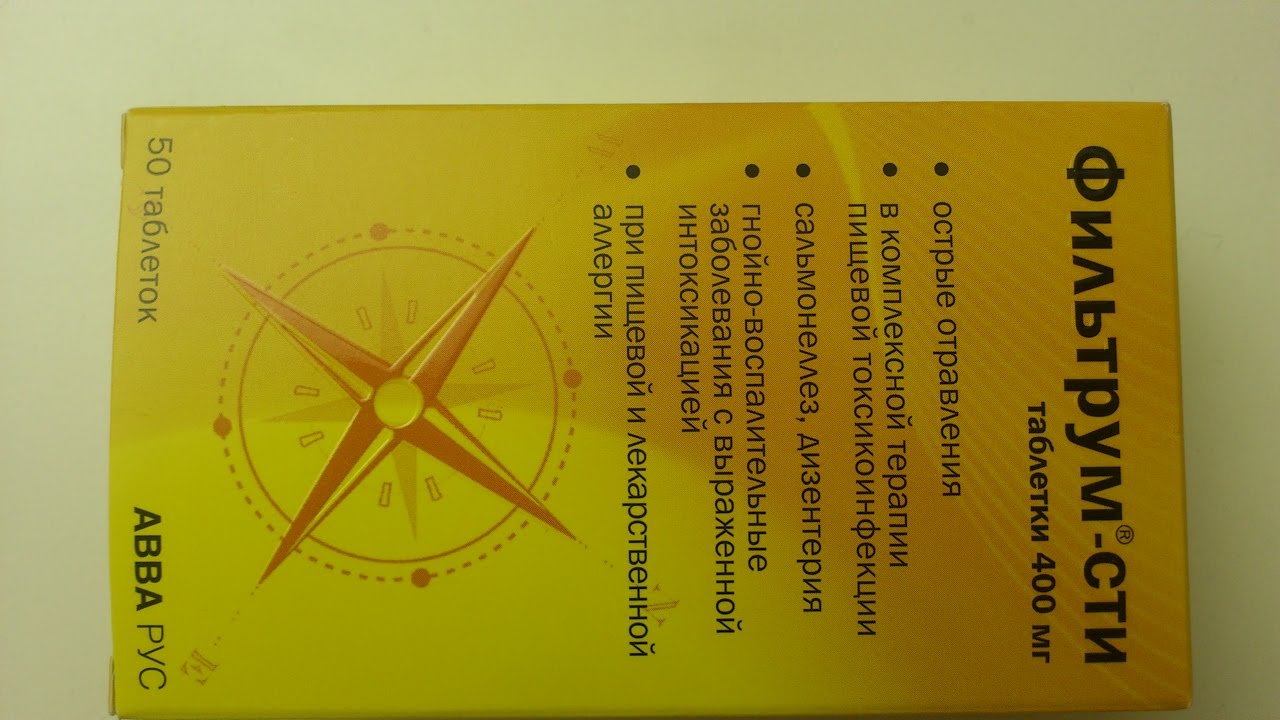 Фильтрум®-СТИ
таблетки 400 мг
• острые отравления
• в комплексной терапии
пищевой токсикоинфекции
• сальмонеллез, дизентерия
• гнойно-воспалительные
заболевания с выраженной
интоксикацией
• при пищевой и лекарственной
аллергии
50 таблеток
АВВА РУС